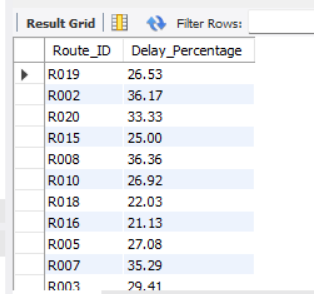 Result Grid Filter Rows:
Route_ID Delay_Percentage
R019 26.53
R002 36.17
R020 33.33
R015 25.00
R008 36.36
R010 26.92
R018 22.03
R016 21.13
R005 27.08
R007 35.29
R003 29.41